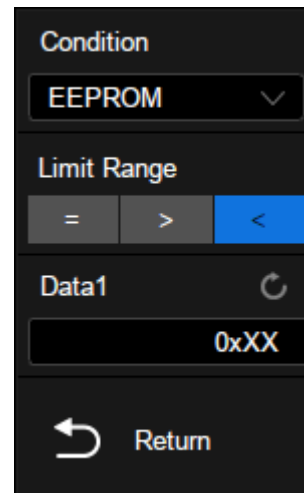 Condition
EEPROM
Limit Range
= > <
Data1
0xXX
Return